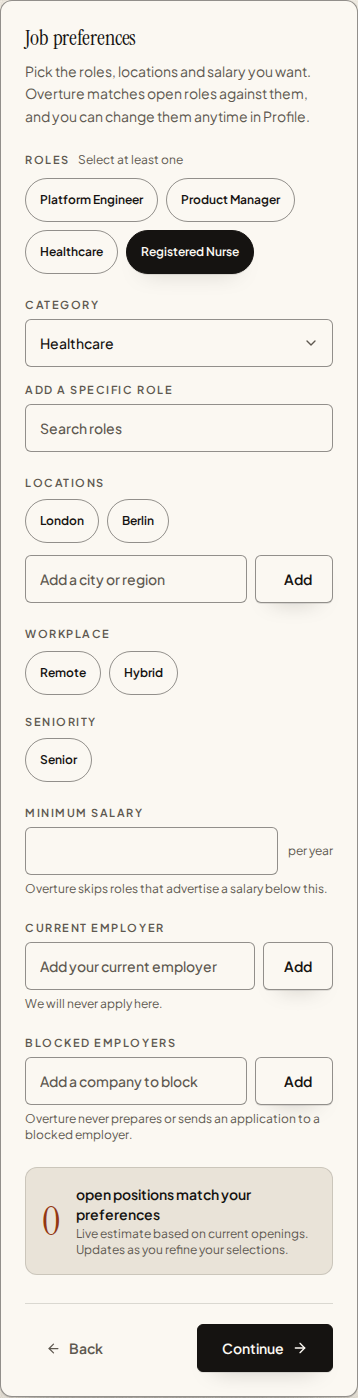 Job preferences
Pick the roles, locations and salary you want.
Overture matches open roles against them,
and you can change them anytime in Profile.
ROLES Select at least one
Platform Engineer Product Manager
Healthcare Registered Nurse
CATEGORY
Healthcare
ADD A SPECIFIC ROLE
Search roles
LOCATIONS
London Berlin
Add a city or region Add
WORKPLACE
Remote Hybrid
SENIORITY
Senior
MINIMUM SALARY
per year
Overture skips roles that advertise a salary below this.
CURRENT EMPLOYER
Add your current employer Add
We will never apply here.
BLOCKED EMPLOYERS
Add a company to block Add
Overture never prepares or sends an application to a
blocked employer.
0 open positions match your
preferences
Live estimate based on current openings.
Updates as you refine your selections.
← Back Continue →